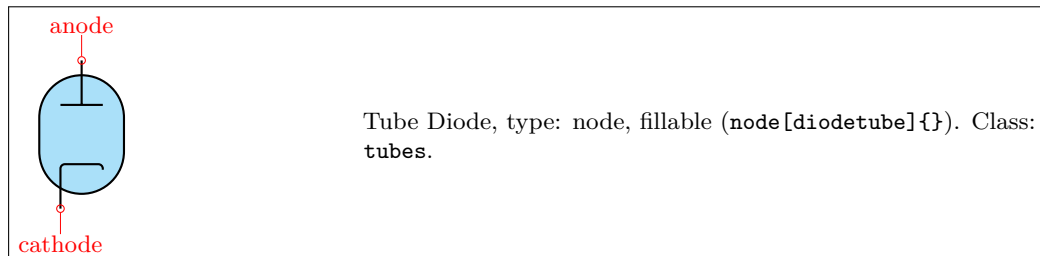 anode
Tube Diode, type: node, fillable (node[diodetube]{}). Class:
tubes.
cathode